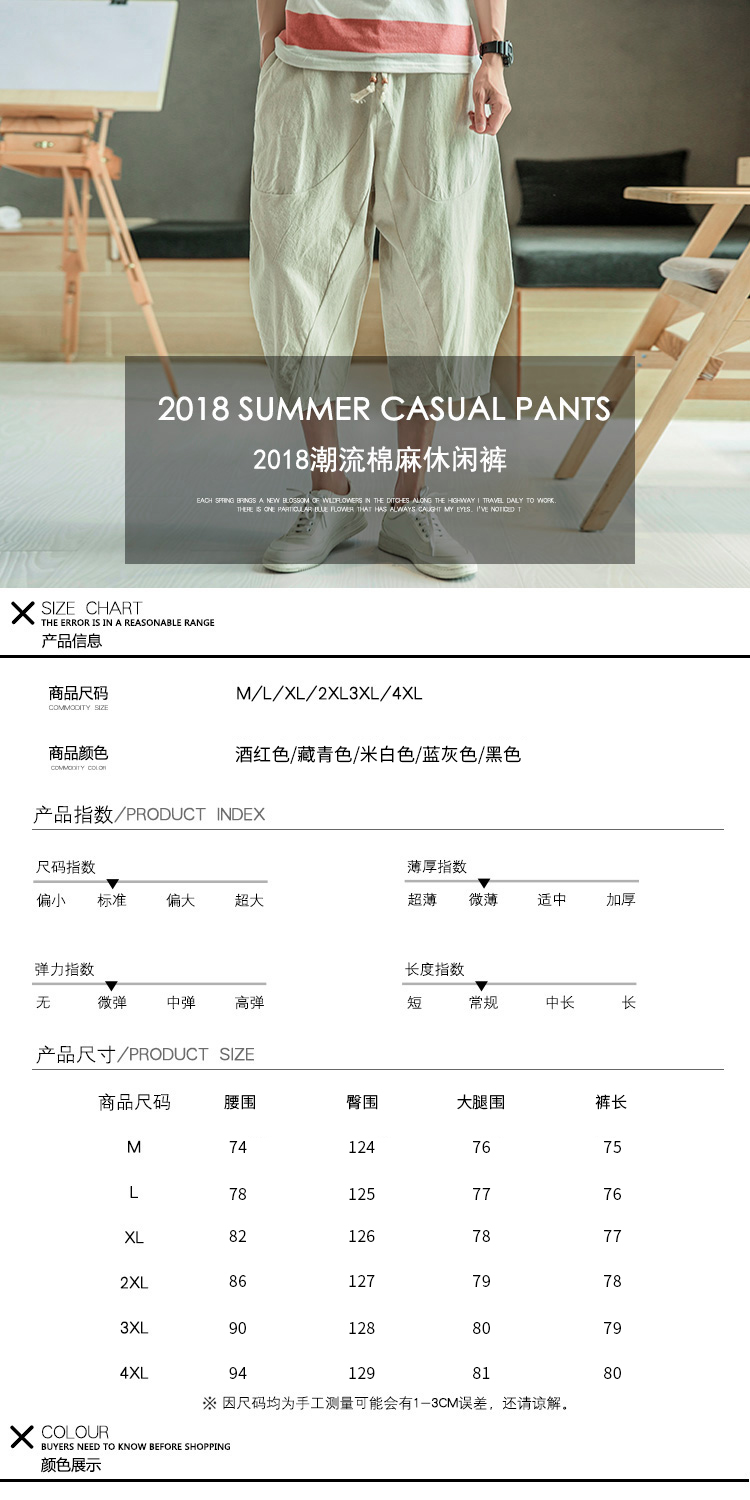 2018 SUMMER CASUAL PANTS
2018潮流棉麻休闲裤
EACH SPRING BRINGS A NEW BLOSSOM OF WILDFLOWERS IN THE DITCHES ALONG THE HIGHWAY I TRAVEL DAILY TO WORK.
THERE IS ONE PARTICULAR BLUE FLOWER THAT HAS ALWAYS CAUGHT MY EYES. I'VE NOTICED T
SIZE CHART
THE ERROR IS IN A REASONABLE RANGE
产品信息
商品尺码 M/L/XL/2XL3XL/4XL
COMMODITY SIZE
商品颜色 酒红色/藏青色/米白色/蓝灰色/黑色
COMMODITY COLOR
产品指数/PRODUCT INDEX
尺码指数
偏小 标准 偏大 超大
薄厚指数
超薄 微薄 适中 加厚
弹力指数
无 微弹 中弹 高弹
长度指数
短 常规 中长 长
产品尺寸/PRODUCT SIZE
商品尺码 腰围 臀围 大腿围 裤长
M 74 124 76 75
L 78 125 77 76
XL 82 126 78 77
2XL 86 127 79 78
3XL 90 128 80 79
4XL 94 129 81 80
※ 因尺码均为手工测量可能会有1-3CM误差，还请谅解。
COLOUR
BUYERS NEED TO KNOW BEFORE SHOPPING
颜色展示